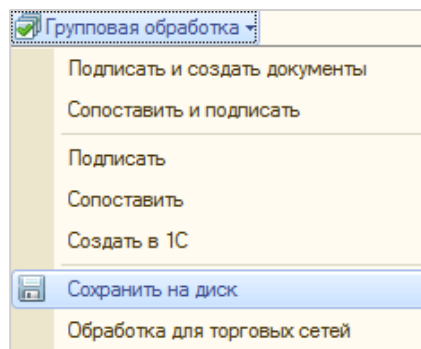 Групповая обработка
Подписать и создать документы
Сопоставить и подписать
Подписать
Сопоставить
Создать в 1С
Сохранить на диск
Обработка для торговых сетей